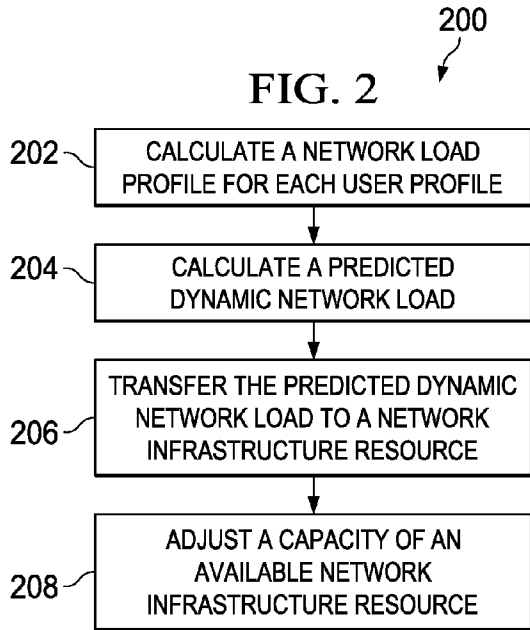 200
FIG. 2
202
CALCULATE A NETWORK LOAD
PROFILE FOR EACH USER PROFILE
204
CALCULATE A PREDICTED
DYNAMIC NETWORK LOAD
206
TRANSFER THE PREDICTED DYNAMIC
NETWORK LOAD TO A NETWORK
INFRASTRUCTURE RESOURCE
208
ADJUST A CAPACITY OF AN
AVAILABLE NETWORK
INFRASTRUCTURE RESOURCE